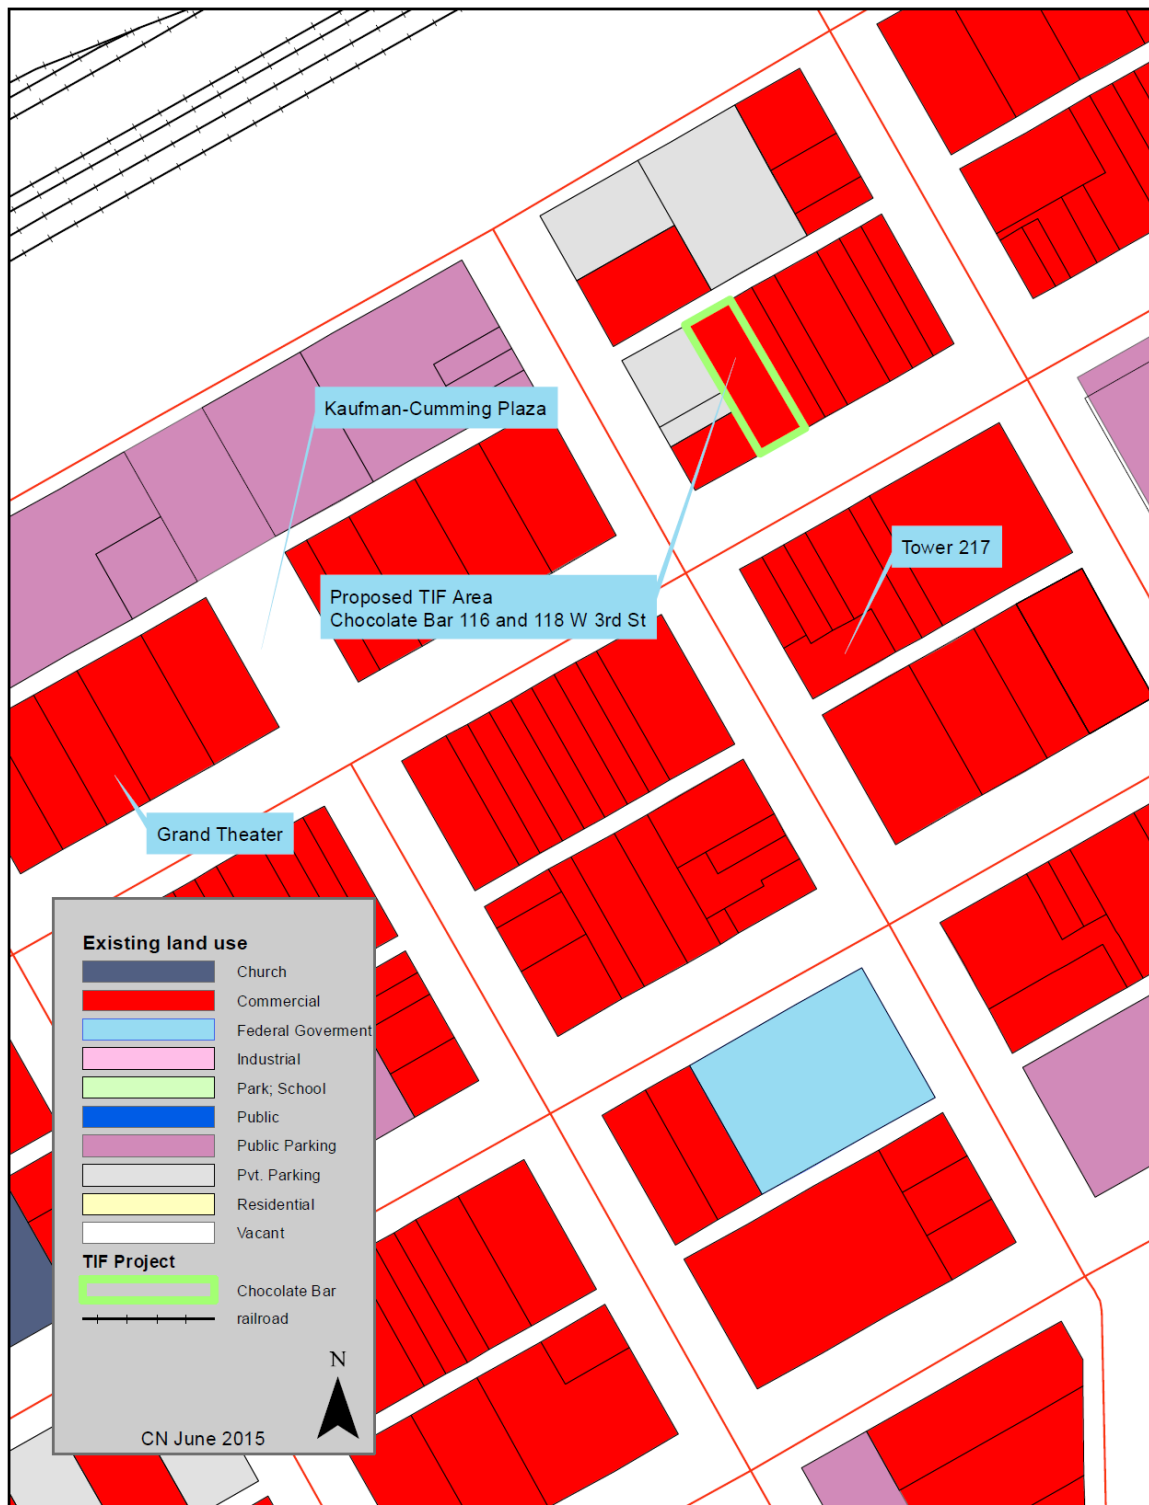 Kaufman-Cumming Plaza
Tower 217
Proposed TIF Area
Chocolate Bar 116 and 118 W 3rd St
Grand Theater
Existing land use
Church
Commercial
Federal Goverment
Industrial
Park; School
Public
Public Parking
Pvt. Parking
Residential
Vacant
TIF Project
Chocolate Bar
railroad
N
CN June 2015